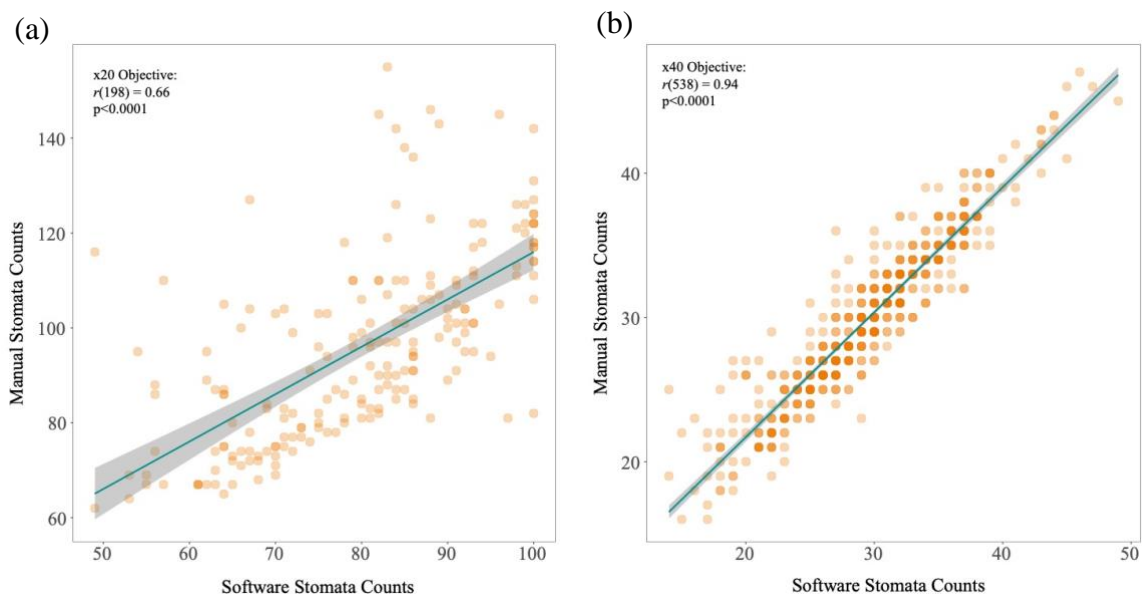 (a)
x20 Objective:
r(198) = 0.66
p<0.0001
Manual Stomata Counts
140
120
100
80
60
50 60 70 80 90 100
Software Stomata Counts
(b)
x40 Objective:
r(538) = 0.94
p<0.0001
Manual Stomata Counts
40
30
20
20 30 40 50
Software Stomata Counts